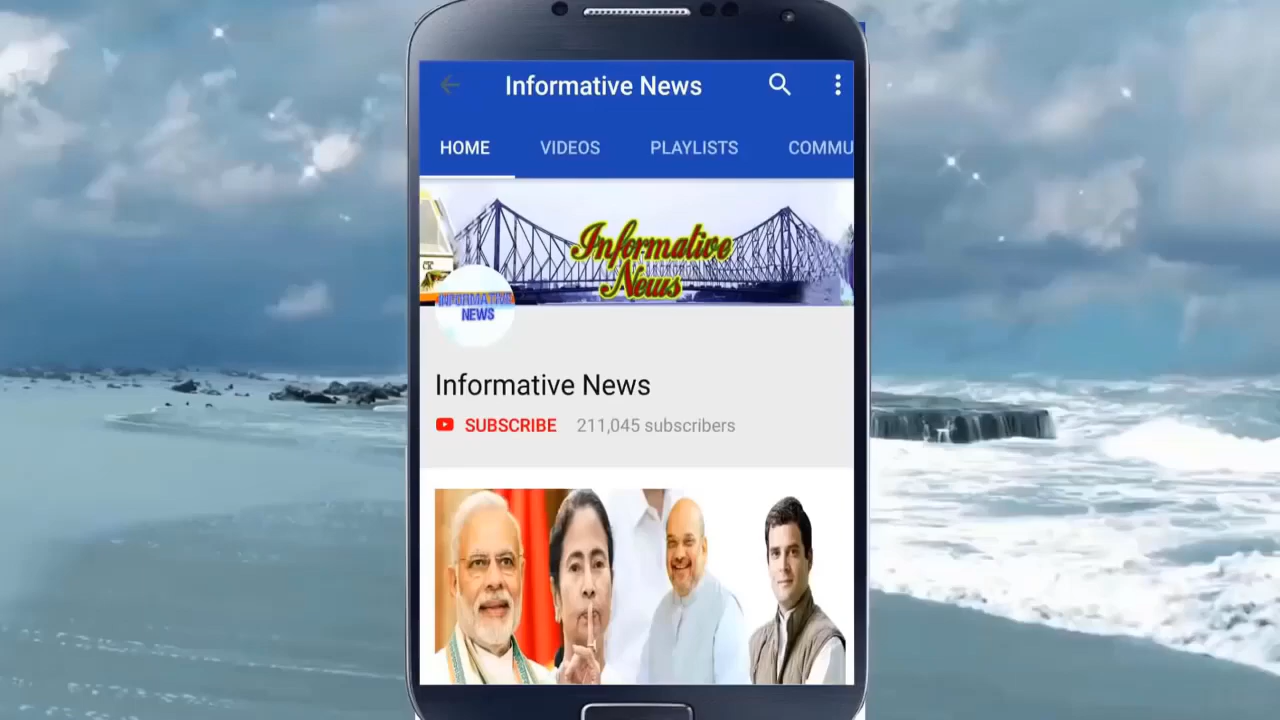 Informative News
HOME VIDEOS PLAYLISTS COMMU
Informative
News
INFORMATIVE
NEWS
Informative News
SUBSCRIBE 211,045 subscribers